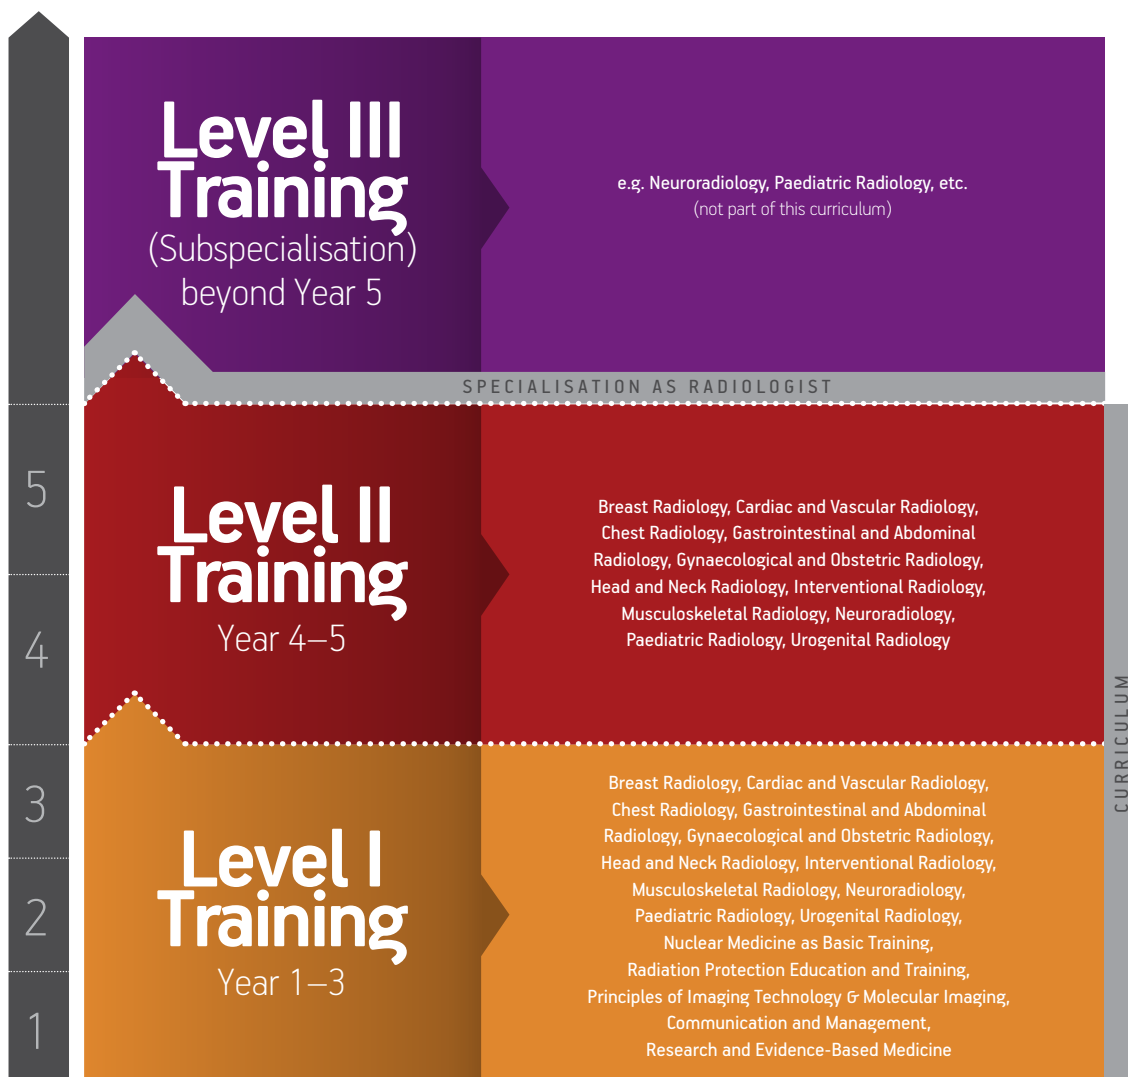 Level III
Training
(Subspecialisation)
beyond Year 5
e.g. Neuroradiology, Paediatric Radiology, etc.
(not part of this curriculum)
SPECIALISATION AS RADIOLOGIST
5
4
Level II
Training
Year 4–5
Breast Radiology, Cardiac and Vascular Radiology,
Chest Radiology, Gastrointestinal and Abdominal
Radiology, Gynaecological and Obstetric Radiology,
Head and Neck Radiology, Interventional Radiology,
Musculoskeletal Radiology, Neuroradiology,
Paediatric Radiology, Urogenital Radiology
CURRICULUM
3
2
1
Level I
Training
Year 1–3
Breast Radiology, Cardiac and Vascular Radiology,
Chest Radiology, Gastrointestinal and Abdominal
Radiology, Gynaecological and Obstetric Radiology,
Head and Neck Radiology, Interventional Radiology,
Musculoskeletal Radiology, Neuroradiology,
Paediatric Radiology, Urogenital Radiology,
Nuclear Medicine as Basic Training,
Radiation Protection Education and Training,
Principles of Imaging Technology & Molecular Imaging,
Communication and Management,
Research and Evidence-Based Medicine